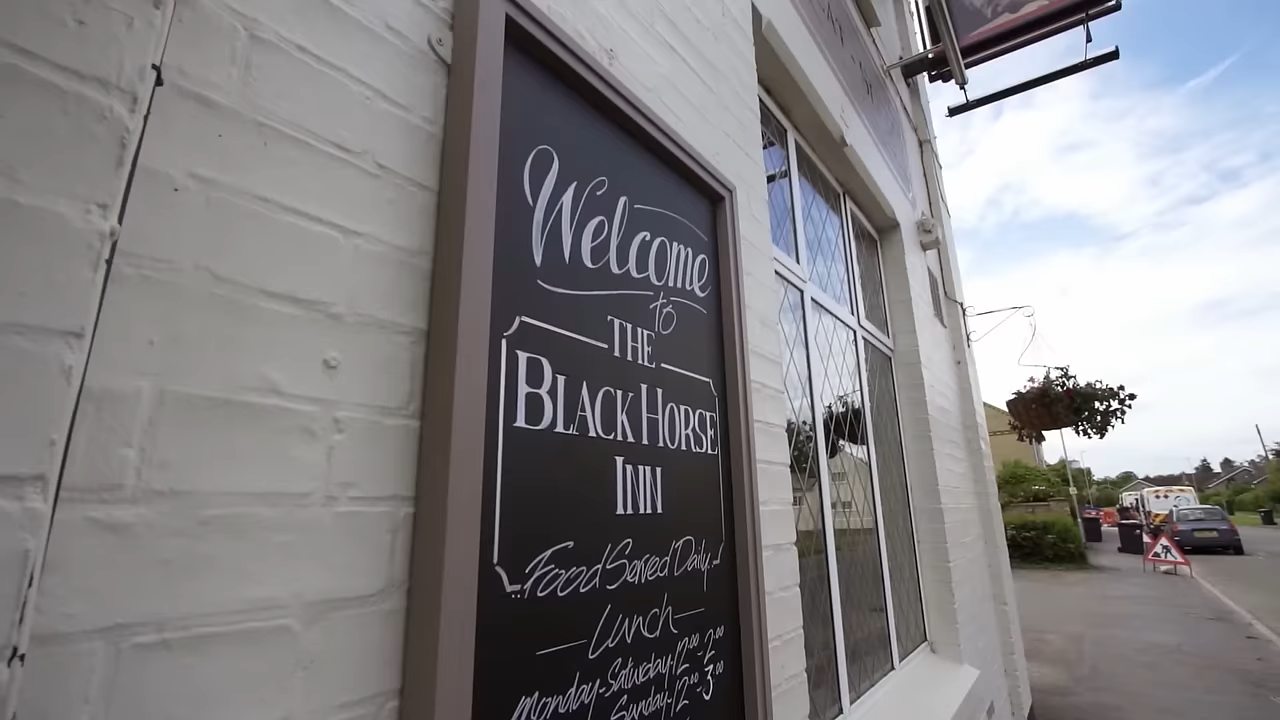 Welcome
to
THE
BLACK HORSE
INN
Food Served Daily
Lunch
Monday-Saturday 12.00-2.00
Sunday 12.00-3.00